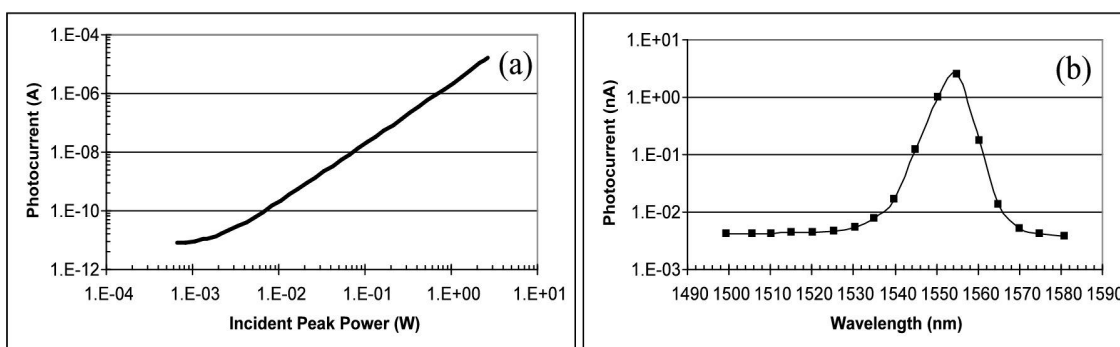 (a)
Photocurrent (A)
1.E-04
1.E-06
1.E-08
1.E-10
1.E-12
1.E-04 1.E-03 1.E-02 1.E-01 1.E+00 1.E+01
Incident Peak Power (W)
(b)
Photocurrent (nA)
1.E+01
1.E+00
1.E-01
1.E-02
1.E-03
1490 1500 1510 1520 1530 1540 1550 1560 1570 1580 1590
Wavelength (nm)